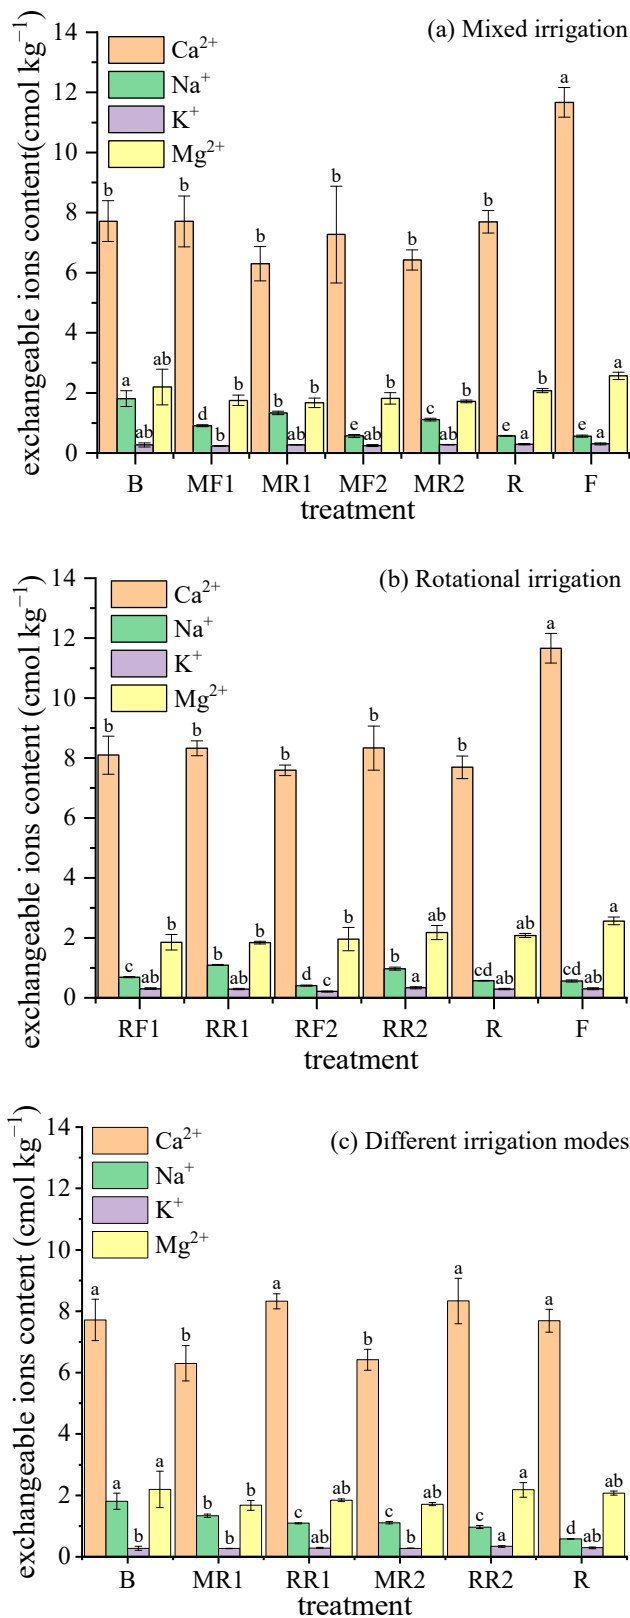 (a) Mixed irrigation
exchangeable ions content(cmol kg⁻¹)
14
12
10
8
6
4
2
0
Ca²⁺
Na⁺
K⁺
Mg²⁺
b a ab ab
b d b b
b b ab b
b e ab b
b c ab b
b e a b
a e a a
B MF1 MR1 MF2 MR2 R F
treatment
(b) Rotational irrigation
exchangeable ions content (cmol kg⁻¹)
14
12
10
8
6
4
2
0
Ca²⁺
Na⁺
K⁺
Mg²⁺
b c ab b
b b ab b
b d c b
b b a ab
b cd ab ab
a cd ab a
RF1 RR1 RF2 RR2 R F
treatment
(c) Different irrigation modes
exchangeable ions content (cmol kg⁻¹)
14
12
10
8
6
4
2
0
Ca²⁺
Na⁺
K⁺
Mg²⁺
a a b a
b b b b
a c ab ab
b c b ab
a c a a
a d ab ab
B MR1 RR1 MR2 RR2 R
treatment